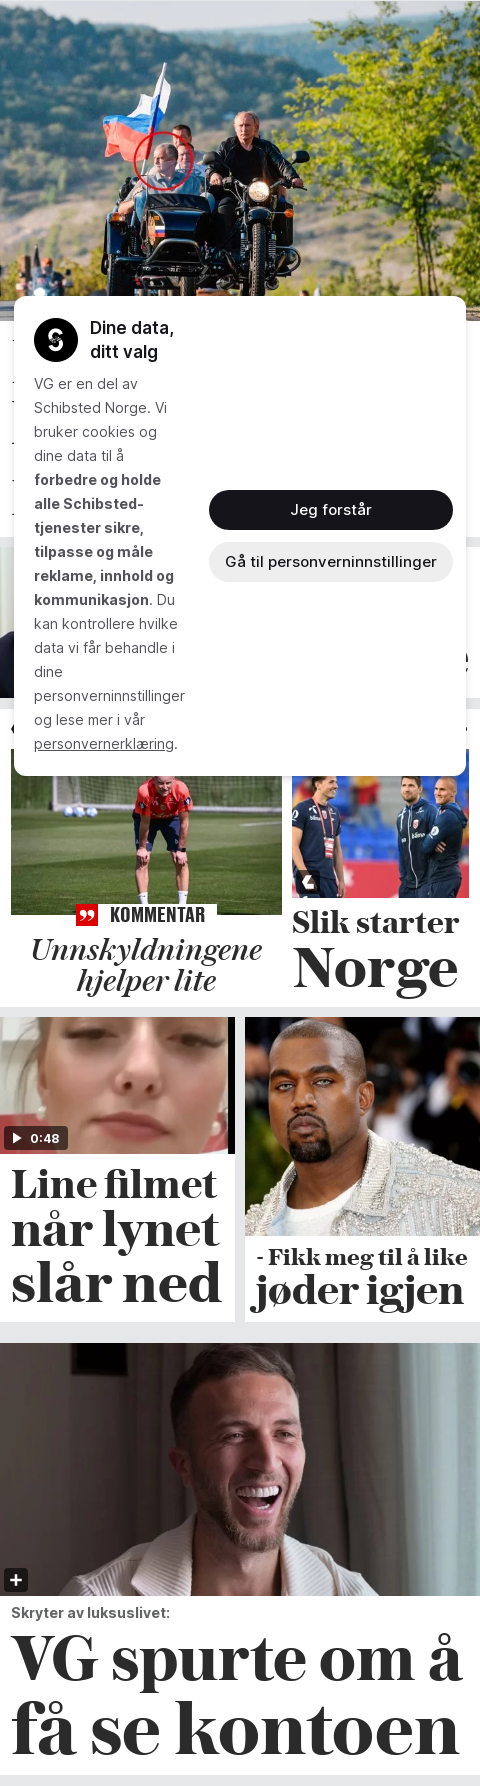 Dine data,
ditt valg
VG er en del av
Schibsted Norge. Vi
bruker cookies og
dine data til å
forbedre og holde
alle Schibsted-
tjenester sikre,
tilpasse og måle
reklame, innhold og
kommunikasjon. Du
kan kontrollere hvilke
data vi får behandle i
dine
personverninnstillinger
og lese mer i vår
personvernerklæring.
Jeg forstår
Gå til personverninnstillinger
KOMMENTAR
Unnskyldningene
hjelper lite
Slik starter
Norge
0:48
Line filmet
når lynet
slår ned
- Fikk meg til å like
jøder igjen
Skryter av luksuslivet:
VG spurte om å
få se kontoen